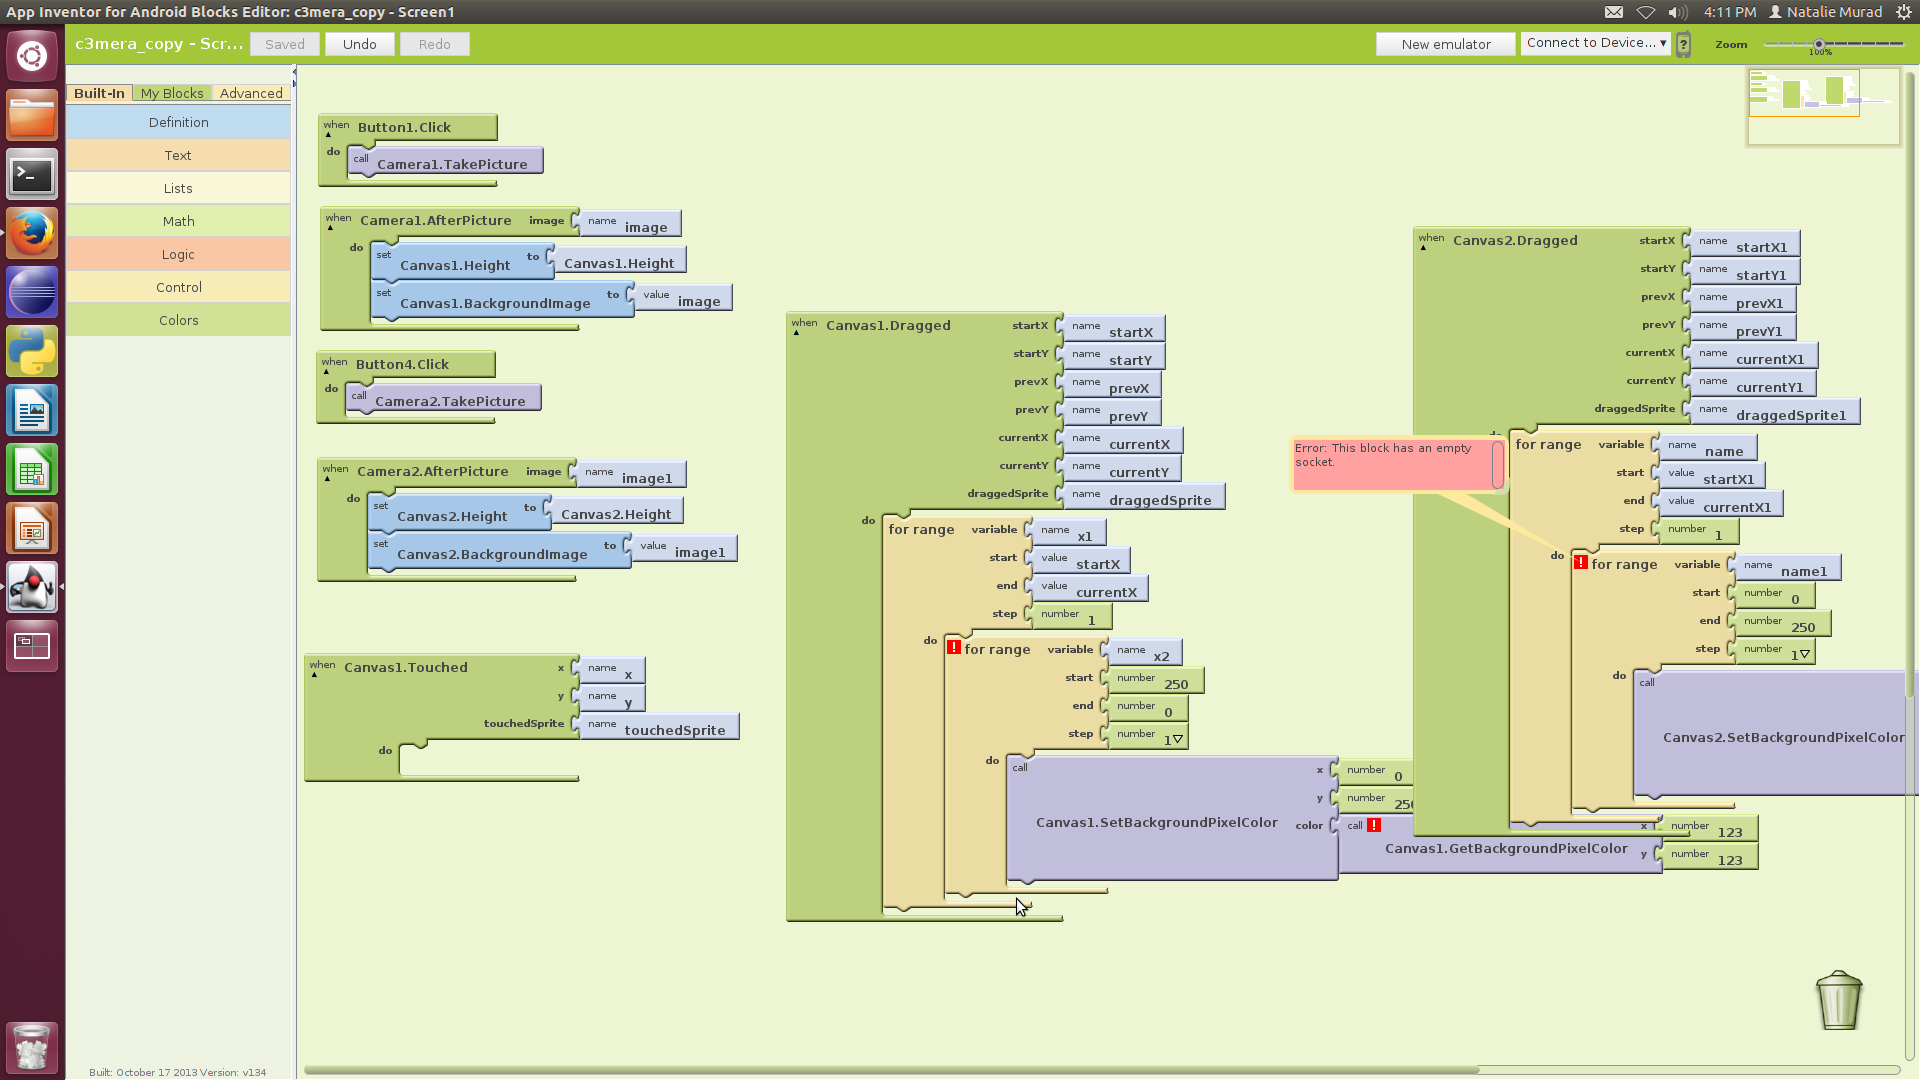 App Inventor for Android Blocks Editor: c3mera_copy - Screen1
4:11 PM
Natalie Murad
c3mera_copy - Scr...
Saved
Undo
Redo
New emulator
Connect to Device...
?
Zoom
100%
Built-In
My Blocks
Advanced
Definition
Text
Lists
Math
Logic
Control
Colors
Built: October 17 2013 Version: v134
when Button1.Click
do call Camera1.TakePicture
when Camera1.AfterPicture image name image
do set Canvas1.Height to Canvas1.Height
set Canvas1.BackgroundImage to value image
when Button4.Click
do call Camera2.TakePicture
when Camera2.AfterPicture image name image1
do set Canvas2.Height to Canvas2.Height
set Canvas2.BackgroundImage to value image1
when Canvas1.Touched x name x
y name y
touchedSprite name touchedSprite
do
when Canvas1.Dragged startX name startX
startY name startY
prevX name prevX
prevY name prevY
currentX name currentX
currentY name currentY
draggedSprite name draggedSprite
do for range variable name x1
start value startX
end value currentX
step number 1
do ! for range variable name x2
start number 250
end number 0
step number 1
do call Canvas1.SetBackgroundPixelColor x number 0
y number
color call ! Canvas1.GetBackgroundPixelColor x number 123
y number 123
when Canvas2.Dragged startX name startX1
startY name startY1
prevX name prevX1
prevY name prevY1
currentX name currentX1
currentY name currentY1
draggedSprite name draggedSprite1
Error: This block has an empty
socket.
for range variable name name
start value startX1
end value currentX1
step number 1
do ! for range variable name name1
start number 0
end number 250
step number 1
do call Canvas2.SetBackgroundPixelColor